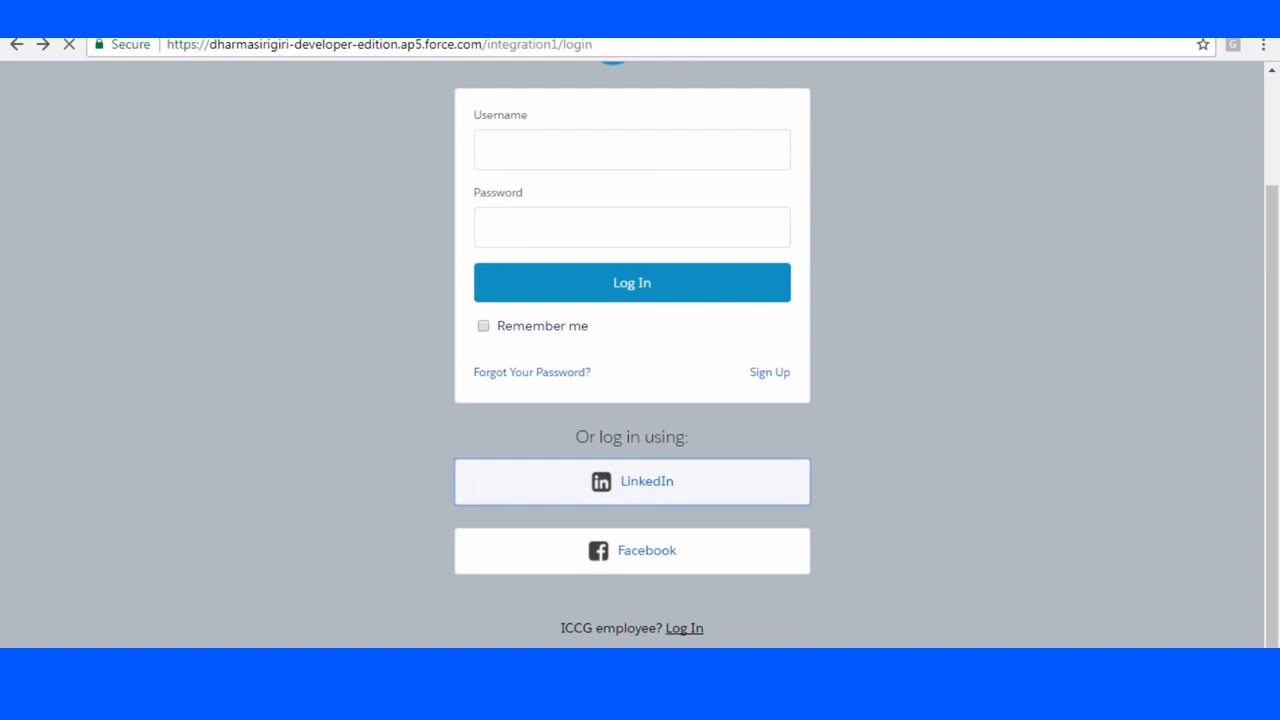 Secure | https://dharmasirigiri-developer-edition.ap5.force.com/integration1/login
G
Username
Password
Log In
Remember me
Forgot Your Password? Sign Up
Or log in using:
in LinkedIn
f Facebook
ICCG employee? Log In